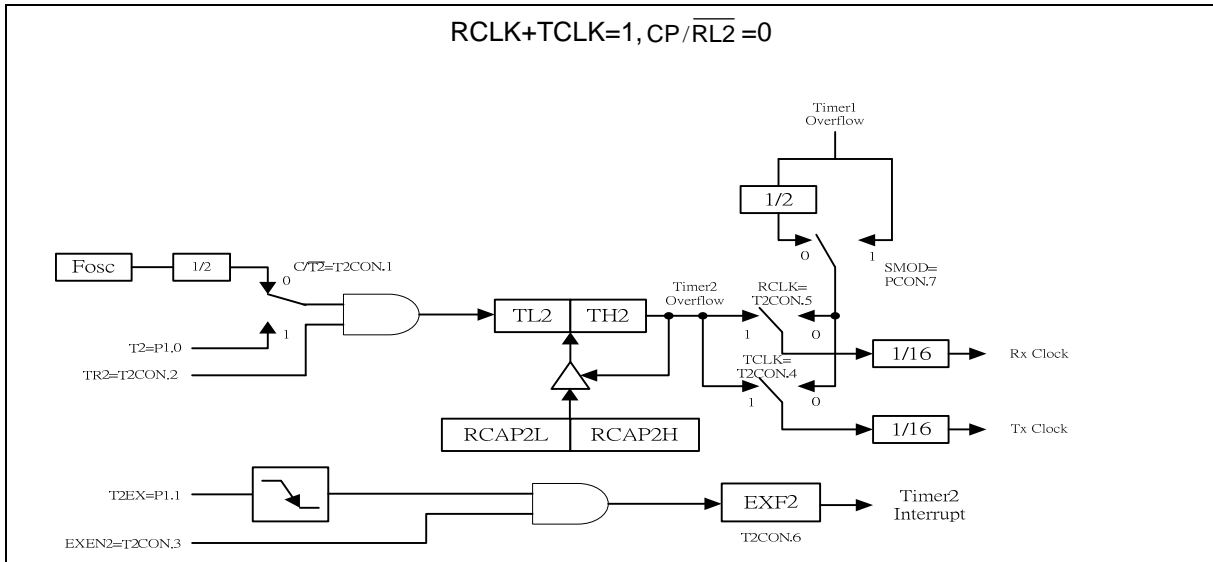 RCLK+TCLK=1, CP/RL2 =0
Timer1
Overflow
1/2
0
1
SMOD=
PCON.7
Fosc
1/2
C/T2=T2CON.1
0
1
T2=P1.0
TR2=T2CON.2
TL2
TH2
Timer2
Overflow
RCLK=
T2CON.5
1
0
1/16
Rx Clock
TCLK=
T2CON.4
1
0
1/16
Tx Clock
RCAP2L
RCAP2H
T2EX=P1.1
EXEN2=T2CON.3
EXF2
T2CON.6
Timer2
Interrupt